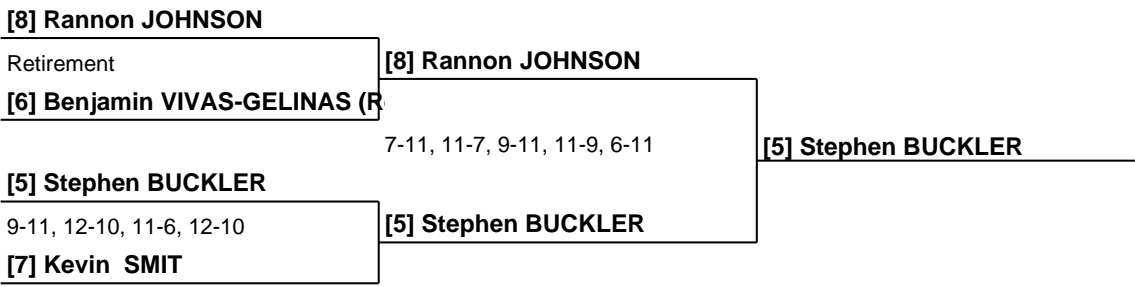 [8] Rannon JOHNSON
Retirement
[8] Rannon JOHNSON
[6] Benjamin VIVAS-GELINAS (R
7-11, 11-7, 9-11, 11-9, 6-11
[5] Stephen BUCKLER
[5] Stephen BUCKLER
9-11, 12-10, 11-6, 12-10
[5] Stephen BUCKLER
[7] Kevin  SMIT